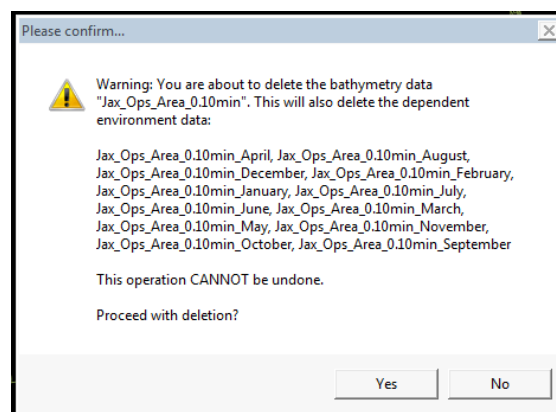 Please confirm...
Warning: You are about to delete the bathymetry data
"Jax_Ops_Area_0.10min". This will also delete the dependent
environment data:
Jax_Ops_Area_0.10min_April, Jax_Ops_Area_0.10min_August,
Jax_Ops_Area_0.10min_December, Jax_Ops_Area_0.10min_February,
Jax_Ops_Area_0.10min_January, Jax_Ops_Area_0.10min_July,
Jax_Ops_Area_0.10min_June, Jax_Ops_Area_0.10min_March,
Jax_Ops_Area_0.10min_May, Jax_Ops_Area_0.10min_November,
Jax_Ops_Area_0.10min_October, Jax_Ops_Area_0.10min_September
This operation CANNOT be undone.
Proceed with deletion?
Yes No